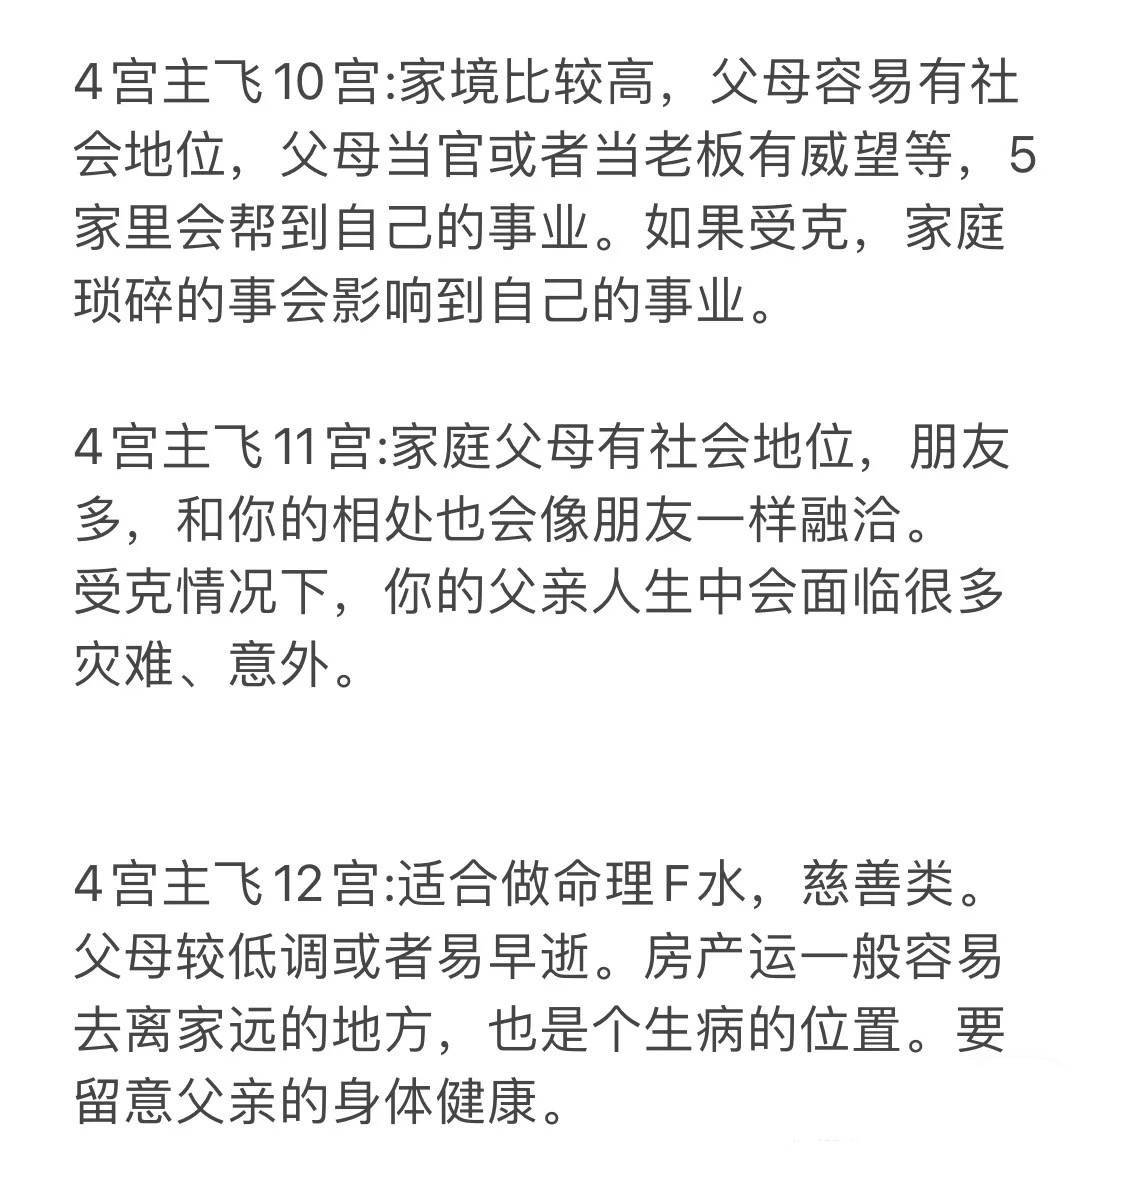 4宫主飞10宫:家境比较高，父母容易有社
会地位，父母当官或者当老板有威望等，5
家里会帮到自己的事业。如果受克，家庭
琐碎的事会影响到自己的事业。
4宫主飞11宫:家庭父母有社会地位，朋友
多，和你的相处也会像朋友一样融洽。
受克情况下，你的父亲人生中会面临很多
灾难、意外。
4宫主飞12宫:适合做命理F水，慈善类。
父母较低调或者易早逝。房产运一般容易
去离家远的地方，也是个生病的位置。要
留意父亲的身体健康。